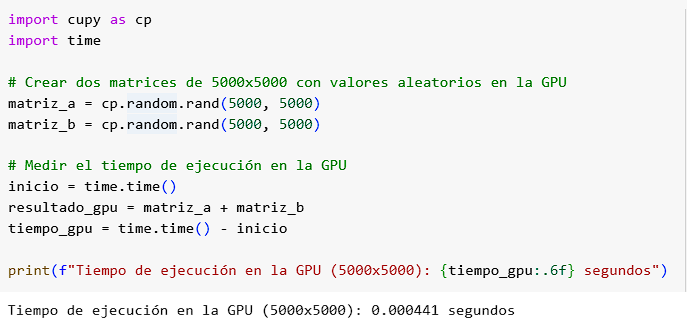 import cupy as cp
import time
# Crear dos matrices de 5000x5000 con valores aleatorios en la GPU
matriz_a = cp.random.rand(5000, 5000)
matriz_b = cp.random.rand(5000, 5000)
# Medir el tiempo de ejecución en la GPU
inicio = time.time()
resultado_gpu = matriz_a + matriz_b
tiempo_gpu = time.time() - inicio
print(f"Tiempo de ejecución en la GPU (5000x5000): {tiempo_gpu:.6f} segundos")
Tiempo de ejecución en la GPU (5000x5000): 0.000441 segundos